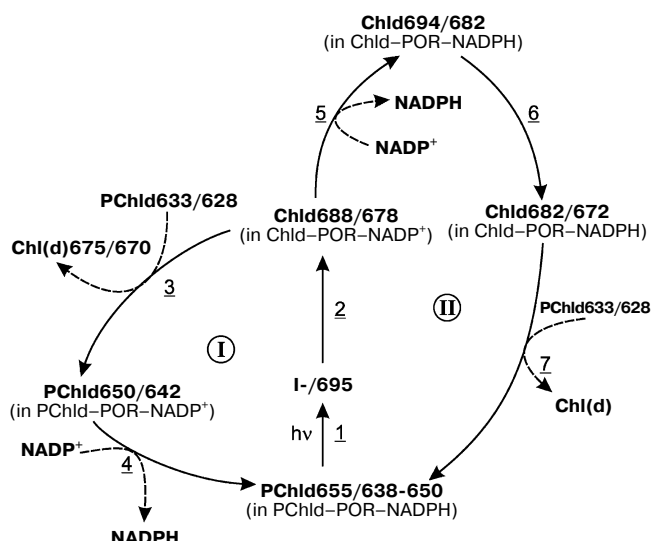 Chld694/682
(in Chld–POR–NADPH)
5
NADPH
NADP+
6
PChld633/628
Chl(d)675/670
3
Chld688/678
(in Chld–POR–NADP+)
Chld682/672
(in Chld–POR–NADPH)
2
I
II
PChld633/628
7
Chl(d)
I-/695
hν
1
PChld650/642
(in PChld–POR–NADP+)
NADP+
4
NADPH
PChld655/638-650
(in PChld–POR–NADPH)